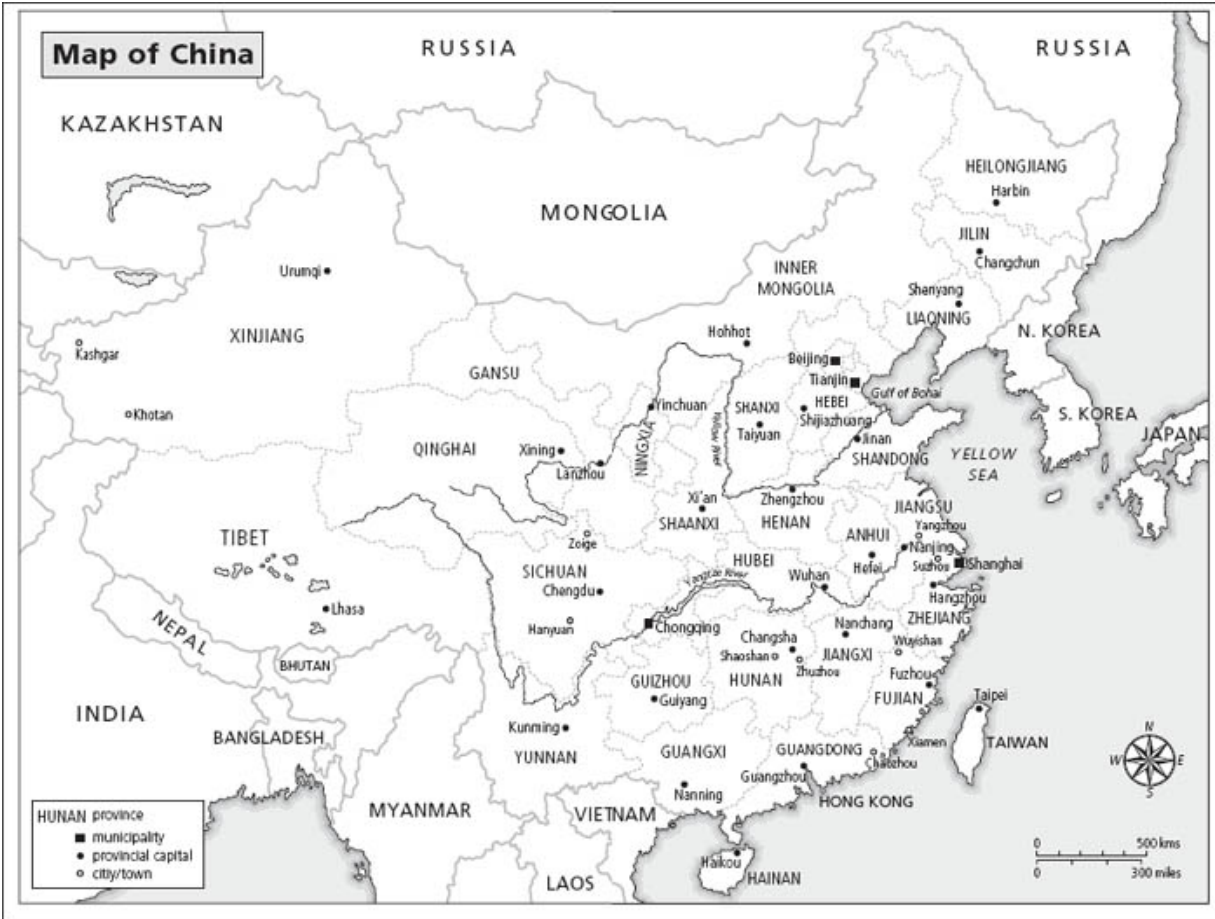 Map of China
RUSSIA
RUSSIA
KAZAKHSTAN
HEILONGJIANG
Harbin
MONGOLIA
JILIN
Changchun
Urumqi
INNER
MONGOLIA
Shenyang
LIAONING
XINJIANG
Hohhot
N. KOREA
Kashgar
Beijing
GANSU
Tianjin
Gulf of Bohai
Khotan
Yinchuan
SHANXI
HEBEI
Shijiazhuang
S. KOREA
Taiyuan
Yellow River
NINGXIA
QINGHAI
Xining
Lanzhou
Jinan
SHANDONG
YELLOW
SEA
JAPAN
Xi'an
SHAANXI
Zhengzhou
HENAN
JIANGSU
Yangzhou
TIBET
Zoige
ANHUI
Nanjing
Suzhou
Shanghai
SICHUAN
Chengdu
HUBEI
Yangtze River
Wuhan
Hefei
Hangzhou
ZHEJIANG
Lhasa
Hanyuan
Chongqing
Changsha
Shaoshan
Zhuzhou
HUNAN
Nanchang
JIANGXI
Wuyishan
NEPAL
BHUTAN
GUIZHOU
Guiyang
Fuzhou
FUJIAN
Taipei
INDIA
BANGLADESH
Kunming
YUNNAN
GUANGXI
GUANGDONG
Guangzhou
Xiamen
Chaozhou
TAIWAN
N
W
E
S
Nanning
HONG KONG
MYANMAR
VIETNAM
LAOS
Haikou
HAINAN
HUNAN province
municipality
provincial capital
citiy/town
0 500 kms
0 300 miles